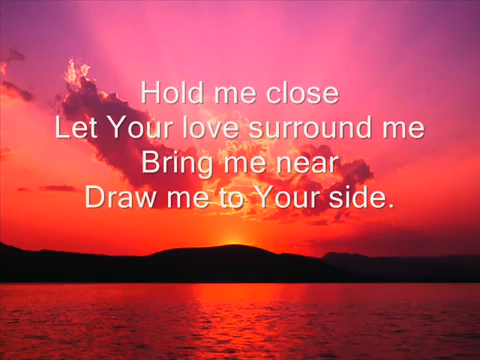 Hold me close
Let Your love surround me
Bring me near
Draw me to Your side.